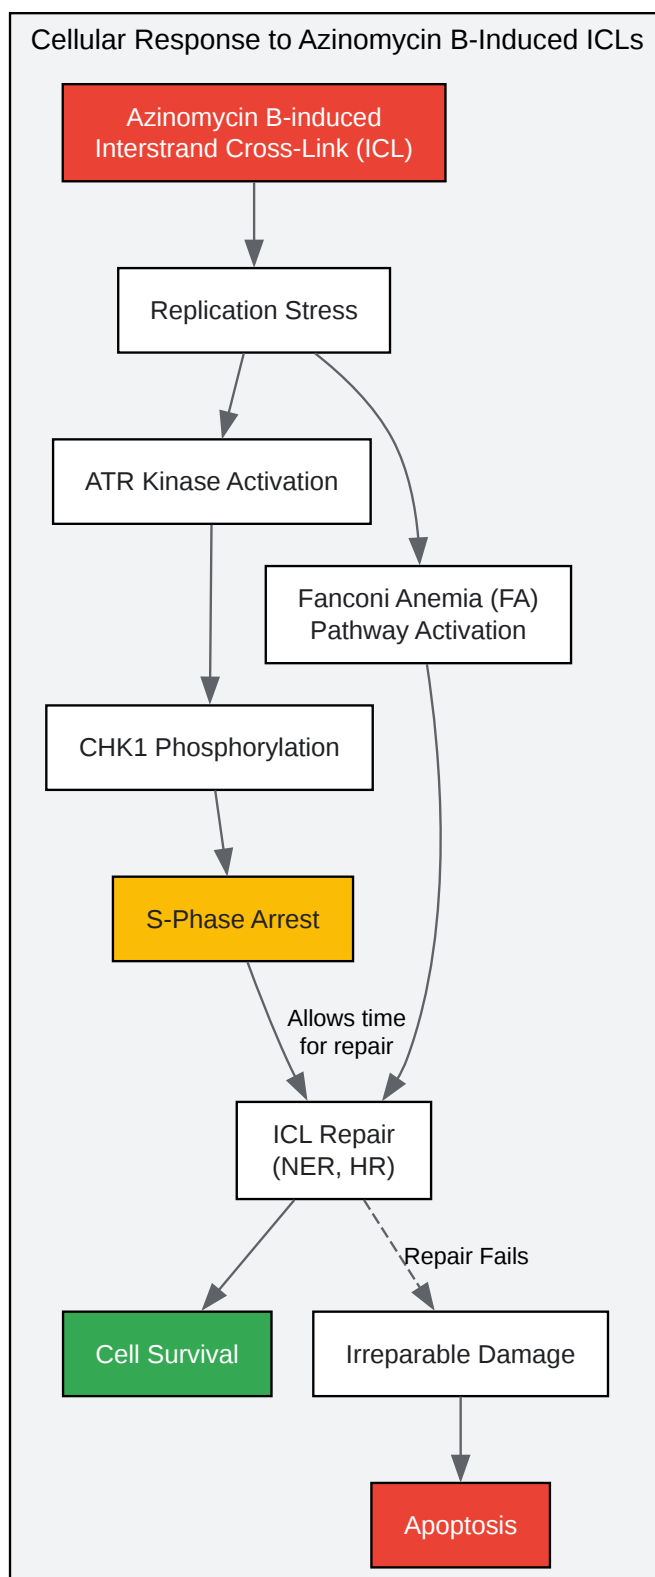 Cellular Response to Azinomycin B-Induced ICLs
Azinomycin B-induced
Interstrand Cross-Link (ICL)
Replication Stress
ATR Kinase Activation
Fanconi Anemia (FA)
Pathway Activation
CHK1 Phosphorylation
S-Phase Arrest
Allows time
for repair
ICL Repair
(NER, HR)
Repair Fails
Cell Survival
Irreparable Damage
Apoptosis